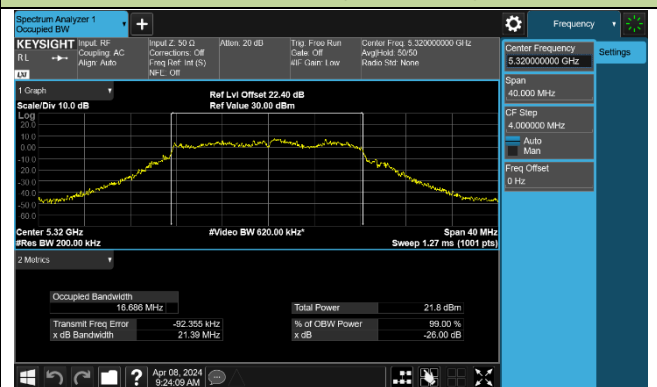 Spectrum Analyzer 1
Occupied BW
+
Frequency
KEYSIGHT Input: RF Input Z: 50 Ω Atten: 20 dB Trig: Free Run Center Freq: 5.320000000 GHz
RL Coupling: AC Corrections: Off Gate: Off Avg|Hold: 50/50
Align: Auto Freq Ref: Int (S) #IF Gain: Low Radio Std: None
NFE: Off
LXI
Center Frequency
5.320000000 GHz
Settings
Span
40.000 MHz
CF Step
4.000000 MHz
Auto
Man
Freq Offset
0 Hz
1 Graph
Ref Lvl Offset 22.40 dB
Scale/Div 10.0 dB Ref Value 30.00 dBm
Log
20.0
10.0
0.00
-10.0
-20.0
-30.0
-40.0
-50.0
-60.0
Center 5.32 GHz #Video BW 620.00 kHz* Span 40 MHz
#Res BW 200.00 kHz Sweep 1.27 ms (1001 pts)
2 Metrics
Occupied Bandwidth
16.686 MHz Total Power 21.8 dBm
Transmit Freq Error -92.355 kHz % of OBW Power 99.00 %
x dB Bandwidth 21.39 MHz x dB -26.00 dB
? Apr 08, 2024
9:24:09 AM